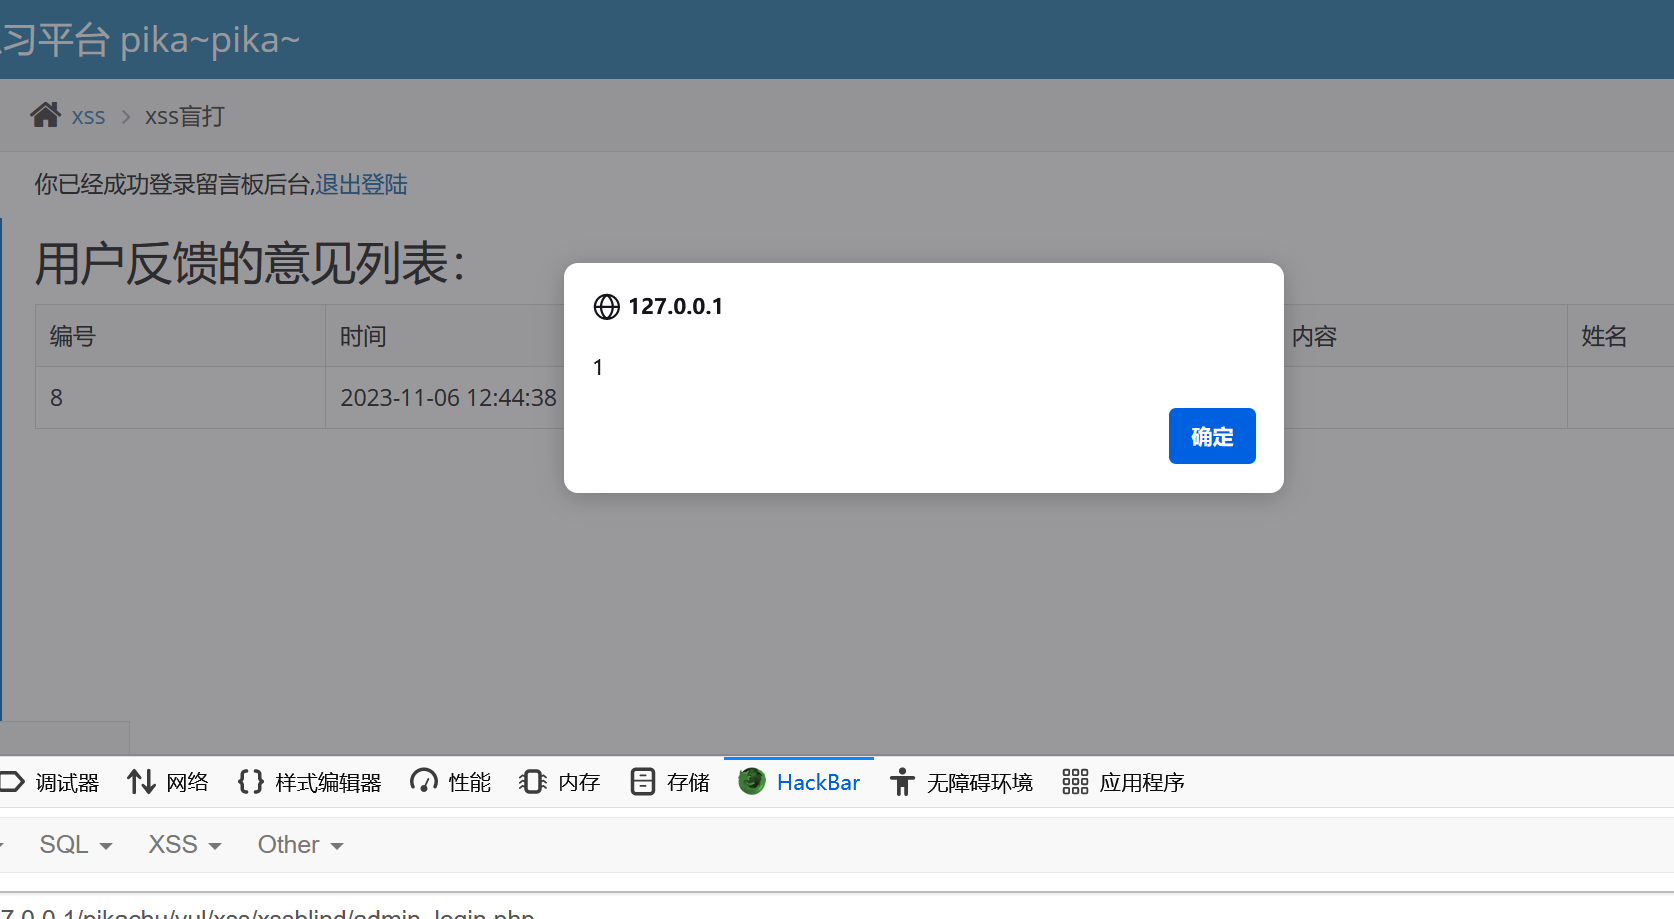 习平台 pika~pika~
xss > xss盲打
你已经成功登录留言板后台,退出登陆
用户反馈的意见列表：
编号 时间 内容 姓名
8 2023-11-06 12:44:38
127.0.0.1
1
确定
调试器 网络 {} 样式编辑器 性能 内存 存储 HackBar 无障碍环境 应用程序
SQL XSS Other
7.0.0.1/pikachu/vul/xss/xssblind/admin_login.php